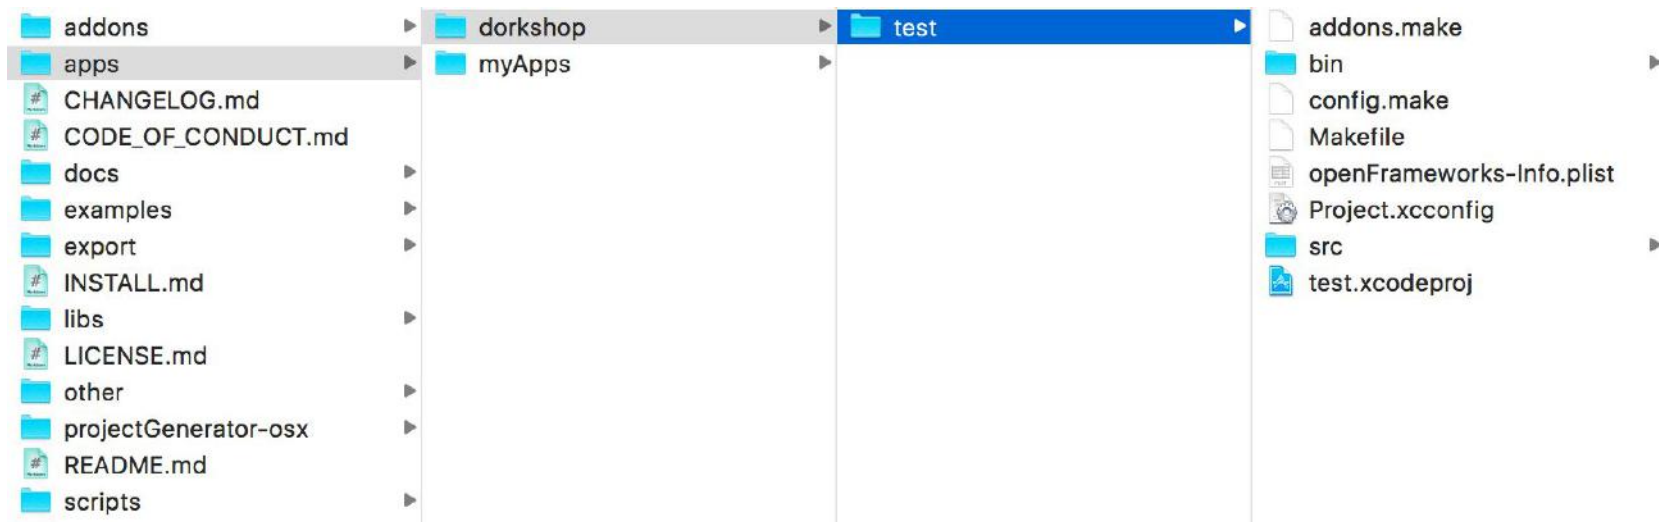 addons
apps
CHANGELOG.md
CODE_OF_CONDUCT.md
docs
examples
export
INSTALL.md
libs
LICENSE.md
other
projectGenerator-osx
README.md
scripts
dorkshop
myApps
test
addons.make
bin
config.make
Makefile
openFrameworks-Info.plist
Project.xcconfig
src
test.xcodeproj